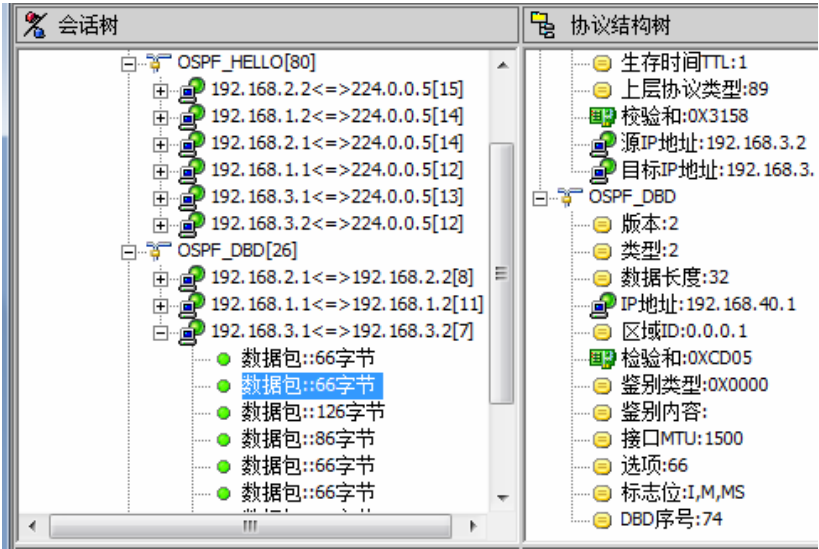 会话树
OSPF_HELLO[80]
192.168.2.2<=>224.0.0.5[15]
192.168.1.2<=>224.0.0.5[14]
192.168.2.1<=>224.0.0.5[14]
192.168.1.1<=>224.0.0.5[12]
192.168.3.1<=>224.0.0.5[13]
192.168.3.2<=>224.0.0.5[12]
OSPF_DBD[26]
192.168.2.1<=>192.168.2.2[8]
192.168.1.1<=>192.168.1.2[11]
192.168.3.1<=>192.168.3.2[7]
数据包::66字节
数据包::66字节
数据包::126字节
数据包::86字节
数据包::66字节
数据包::66字节
协议结构树
生存时间TTL:1
上层协议类型:89
校验和:0X3158
源IP地址:192.168.3.2
目标IP地址:192.168.3.
OSPF_DBD
版本:2
类型:2
数据长度:32
IP地址:192.168.40.1
区域ID:0.0.0.1
检验和:0XCD05
鉴别类型:0X0000
鉴别内容:
接口MTU:1500
选项:66
标志位:I,M,MS
DBD序号:74